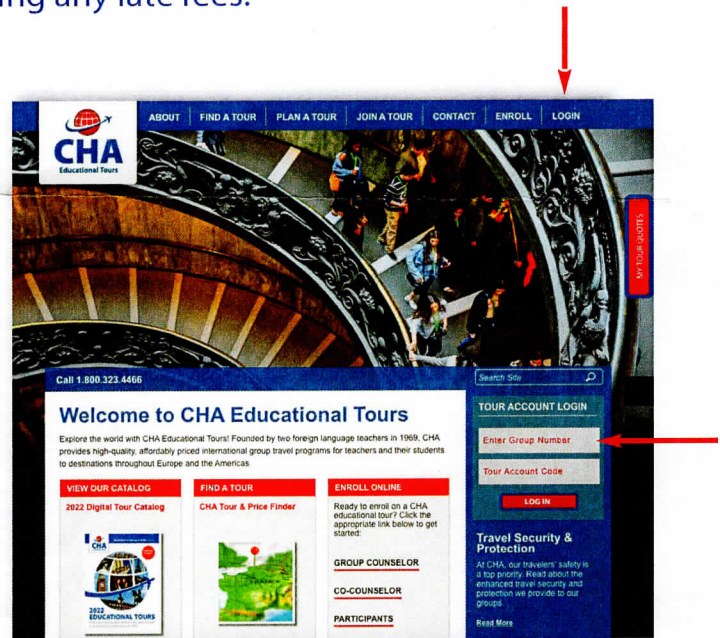 ing any late fees.
ABOUT FIND A TOUR PLAN A TOUR JOIN A TOUR CONTACT ENROLL LOGIN
CHA
Educational Tours
MY TOUR QUOTES
Call 1.800.323.4466
Search Site
Welcome to CHA Educational Tours
Explore the world with CHA Educational Tours! Founded by two foreign language teachers in 1969, CHA
provides high-quality, affordably priced international group travel programs for teachers and their students
to destinations throughout Europe and the Americas
VIEW OUR CATALOG
2022 Digital Tour Catalog
CHA
2022
EDUCATIONAL TOURS
FIND A TOUR
CHA Tour & Price Finder
ENROLL ONLINE
Ready to enroll on a CHA
educational tour? Click the
appropriate link below to get
started:
GROUP COUNSELOR
CO-COUNSELOR
PARTICIPANTS
TOUR ACCOUNT LOGIN
Enter Group Number
Tour Account Code
LOG IN
Travel Security &
Protection
At CHA, our travelers' safety is
a top priority. Read about the
enhanced travel security and
protection we provide to our
groups.
Read More